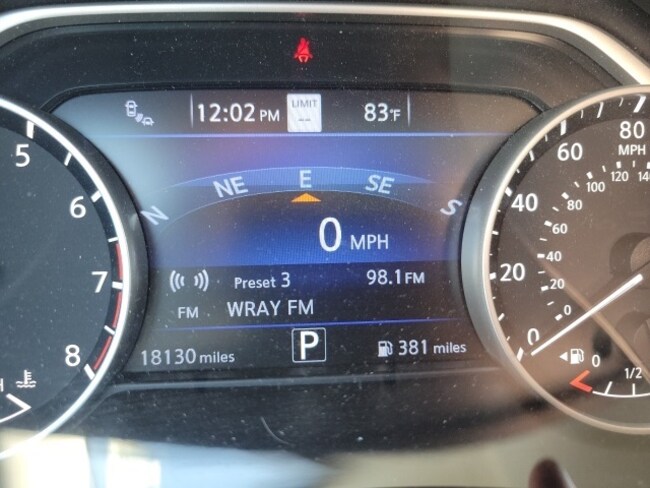 12:02 PM
LIMIT
--
83°F
N
NE
E
SE
S
0 MPH
Preset 3
98.1 FM
FM
WRAY FM
18130 miles
P
381 miles
5
6
7
8
H
0
20
40
60
80
MPH
0
20
40
60
80
100
120
140
0
1/2